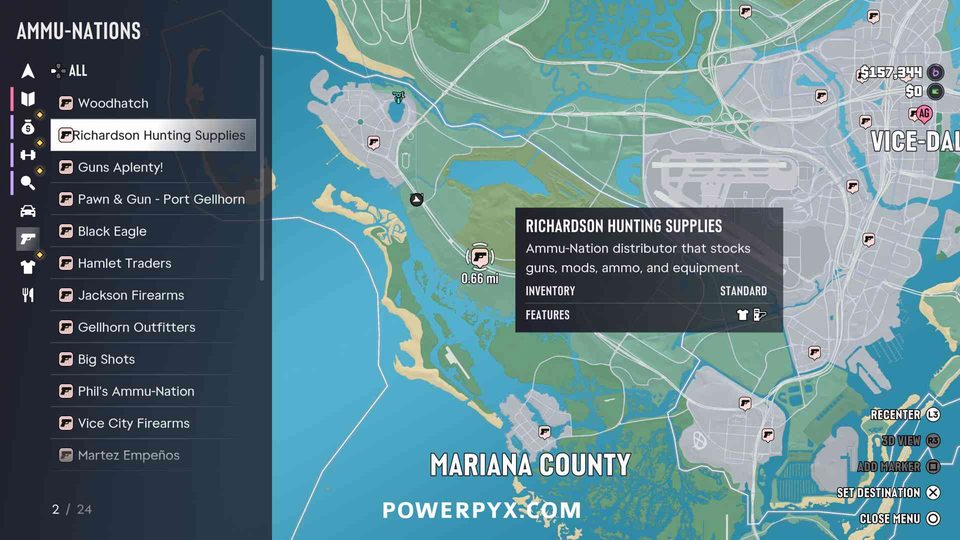 AMMU-NATIONS
ALL
Woodhatch
Richardson Hunting Supplies
Guns Aplenty!
Pawn & Gun - Port Gellhorn
Black Eagle
Hamlet Traders
Jackson Firearms
Gellhorn Outfitters
Big Shots
Phil's Ammu-Nation
Vice City Firearms
Martez Empeños
2 / 24
$157,344
$0
AG
VICE-DAL
RICHARDSON HUNTING SUPPLIES
Ammu-Nation distributor that stocks
guns, mods, ammo, and equipment.
INVENTORY STANDARD
FEATURES
0.66 mi
MARIANA COUNTY
POWERPYX.COM
RECENTER L3
3D VIEW R3
ADD MARKER
SET DESTINATION
CLOSE MENU